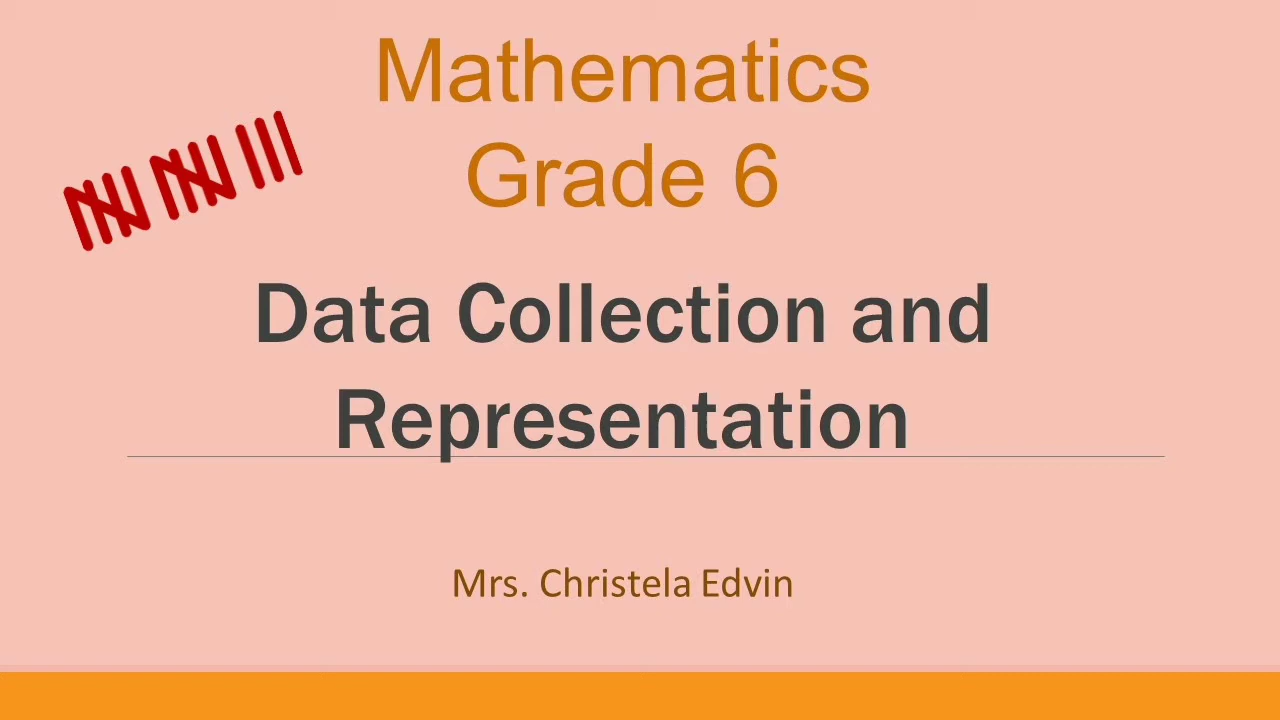 Mathematics
Grade 6
Data Collection and
Representation
Mrs. Christela Edvin